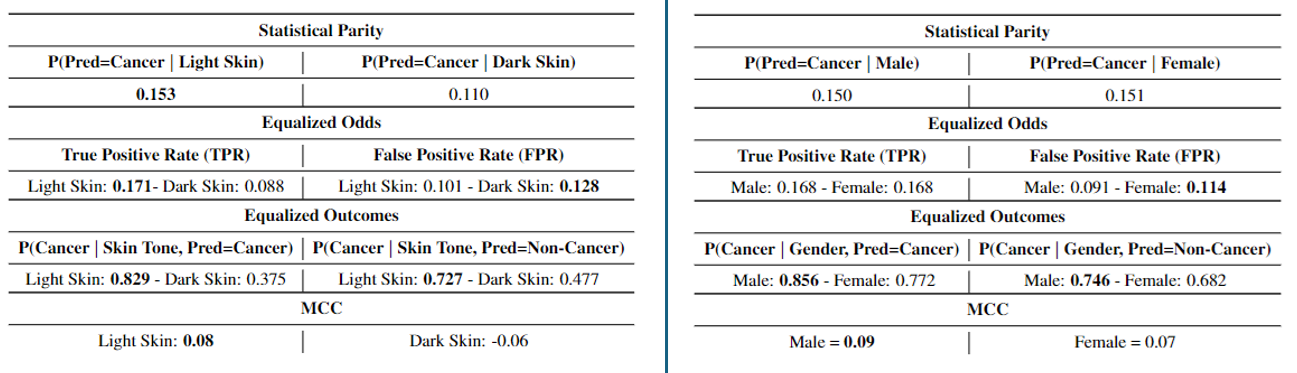 Statistical Parity
P(Pred=Cancer | Light Skin) | P(Pred=Cancer | Dark Skin)
0.153 | 0.110
Equalized Odds
True Positive Rate (TPR) | False Positive Rate (FPR)
Light Skin: 0.171- Dark Skin: 0.088 | Light Skin: 0.101 - Dark Skin: 0.128
Equalized Outcomes
P(Cancer | Skin Tone, Pred=Cancer) | P(Cancer | Skin Tone, Pred=Non-Cancer)
Light Skin: 0.829 - Dark Skin: 0.375 | Light Skin: 0.727 - Dark Skin: 0.477
MCC
Light Skin: 0.08 | Dark Skin: -0.06
Statistical Parity
P(Pred=Cancer | Male) | P(Pred=Cancer | Female)
0.150 | 0.151
Equalized Odds
True Positive Rate (TPR) | False Positive Rate (FPR)
Male: 0.168 - Female: 0.168 | Male: 0.091 - Female: 0.114
Equalized Outcomes
P(Cancer | Gender, Pred=Cancer) | P(Cancer | Gender, Pred=Non-Cancer)
Male: 0.856 - Female: 0.772 | Male: 0.746 - Female: 0.682
MCC
Male = 0.09 | Female = 0.07